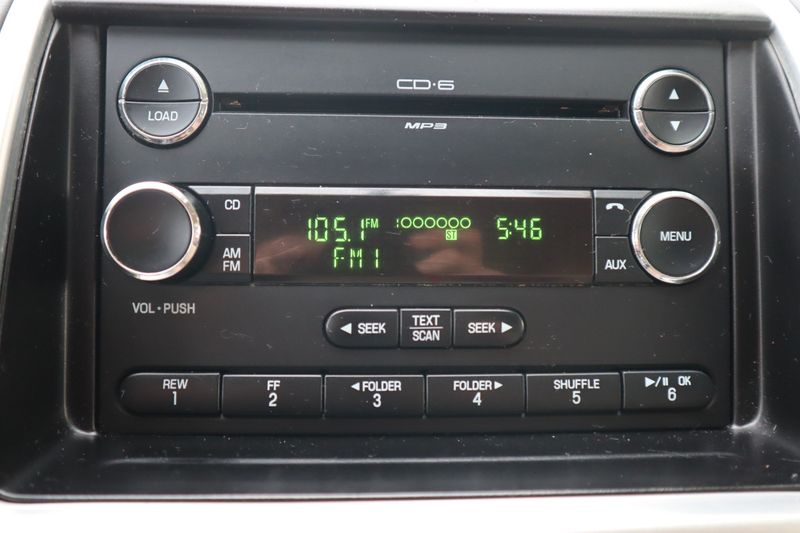 CD·6
LOAD
MP3
CD
AM
FM
105.1 FM
ST
5:46
FM1
AUX
MENU
VOL·PUSH
◀ SEEK
TEXT
SCAN
SEEK ▶
REW
1
FF
2
◀ FOLDER
3
FOLDER ▶
4
SHUFFLE
5
▶/II OK
6